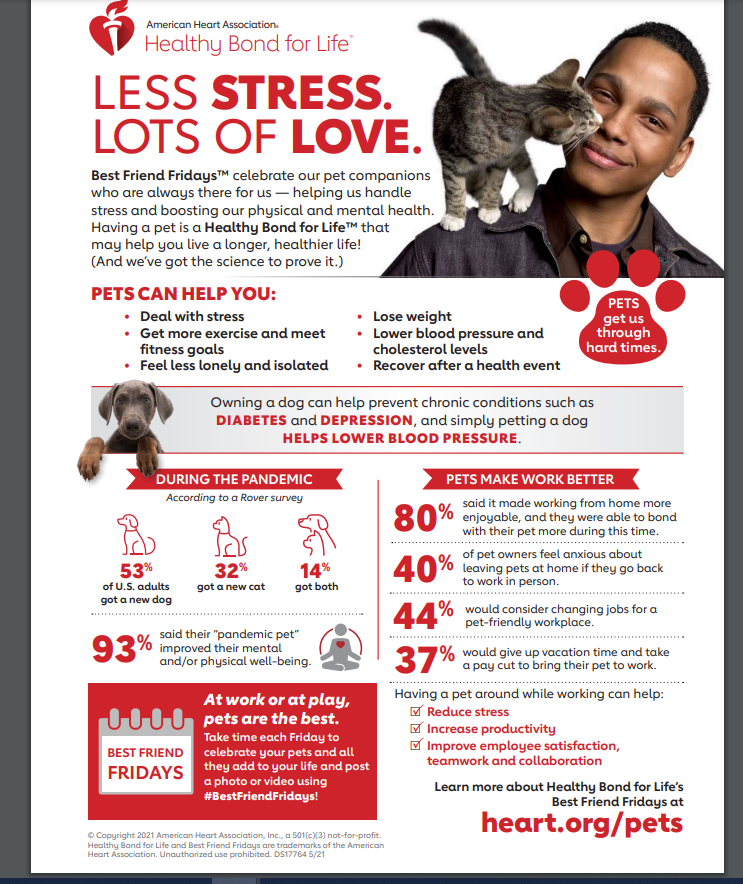 American Heart Association®
Healthy Bond for Life™
LESS STRESS.
LOTS OF LOVE.
Best Friend Fridays™ celebrate our pet companions
who are always there for us — helping us handle
stress and boosting our physical and mental health.
Having a pet is a Healthy Bond for Life™ that
may help you live a longer, healthier life!
(And we've got the science to prove it.)
PETS CAN HELP YOU:
• Deal with stress
• Get more exercise and meet
fitness goals
• Feel less lonely and isolated
• Lose weight
• Lower blood pressure and
cholesterol levels
• Recover after a health event
PETS
get us
through
hard times.
Owning a dog can help prevent chronic conditions such as
DIABETES and DEPRESSION, and simply petting a dog
HELPS LOWER BLOOD PRESSURE.
DURING THE PANDEMIC
According to a Rover survey
53%
of U.S. adults
got a new dog
32%
got a new cat
14%
got both
93%
said their "pandemic pet"
improved their mental
and/or physical well-being.
At work or at play,
pets are the best.
Take time each Friday to
celebrate your pets and all
they add to your life and post
a photo or video using
#BestFriendFridays!
BEST FRIEND
FRIDAYS
PETS MAKE WORK BETTER
80%
said it made working from home more
enjoyable, and they were able to bond
with their pet more during this time.
40%
of pet owners feel anxious about
leaving pets at home if they go back
to work in person.
44%
would consider changing jobs for a
pet-friendly workplace.
37%
would give up vacation time and take
a pay cut to bring their pet to work.
Having a pet around while working can help:
☑ Reduce stress
☑ Increase productivity
☑ Improve employee satisfaction,
teamwork and collaboration
Learn more about Healthy Bond for Life's
Best Friend Fridays at
heart.org/pets
© Copyright 2021 American Heart Association, Inc., a 501(c)(3) not-for-profit.
Healthy Bond for Life and Best Friend Fridays are trademarks of the American
Heart Association. Unauthorized use prohibited. DS17764 5/21